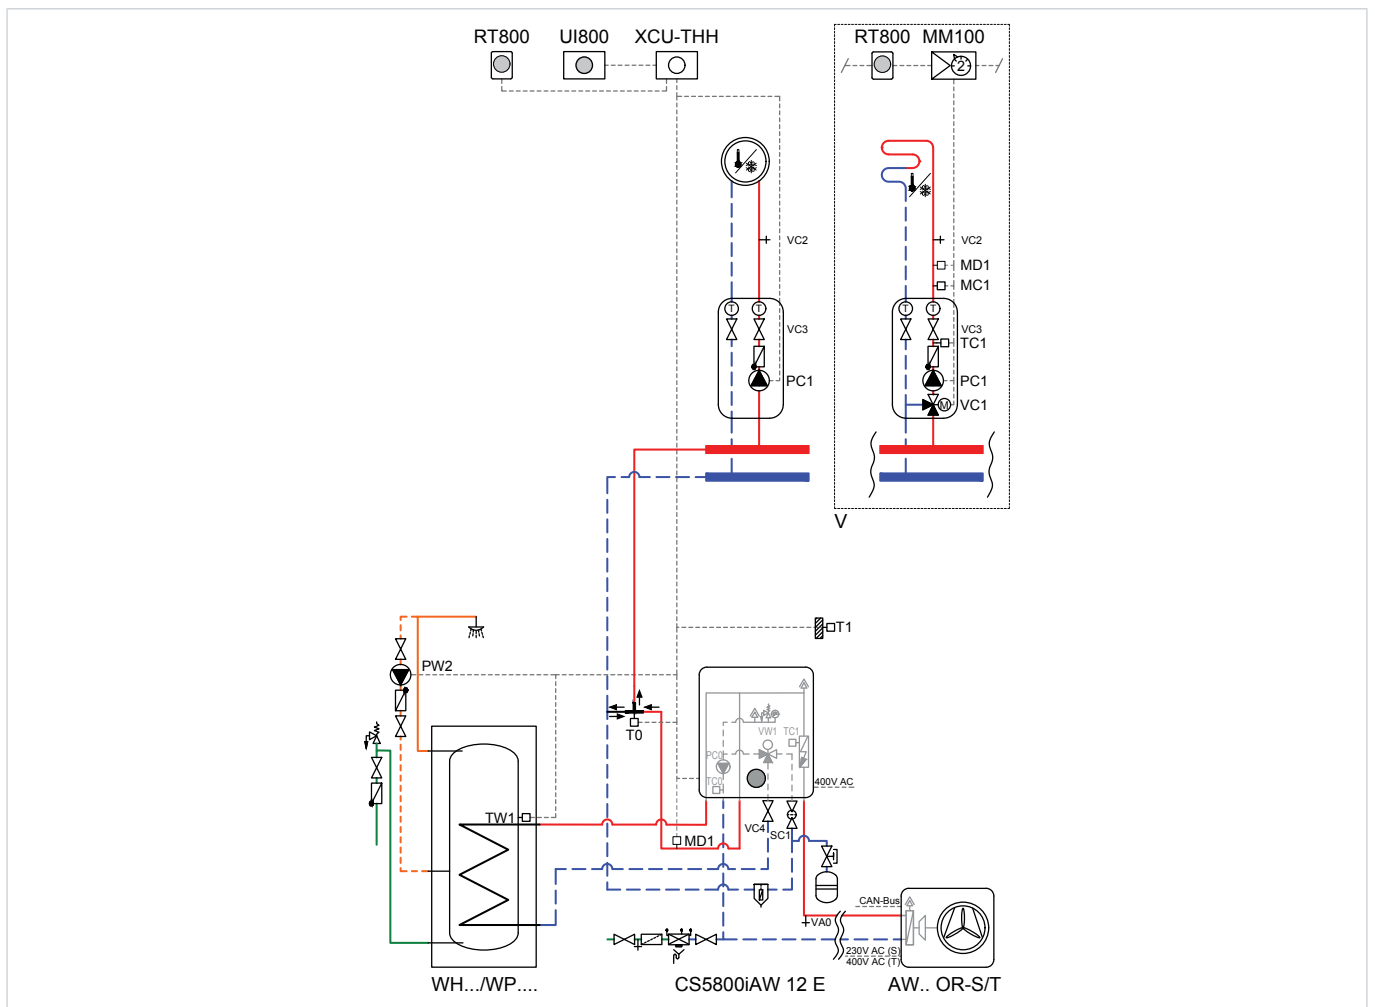 RT800 UI800 XCU-THH
RT800 MM100
2
VC2
VC2
MD1
MC1
T T
T T
VC3
VC3
TC1
PC1
PC1
M
VC1
V
T1
PW2
T0
VW1 TC1
PC0
TC0
400V AC
TW1
VC4
SC1
MD1
CAN-Bus
VA0
230V AC (S)
400V AC (T)
WH.../WP....
CS5800iAW 12 E
AW.. OR-S/T